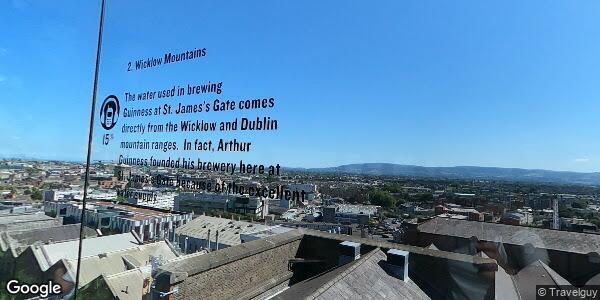 2. Wicklow Mountains
The water used in brewing
Guinness at St. James's Gate comes
directly from the Wicklow and Dublin
mountain ranges. In fact, Arthur
Guinness founded his brewery here at
because of the excellent
15
Google
© Travelguy